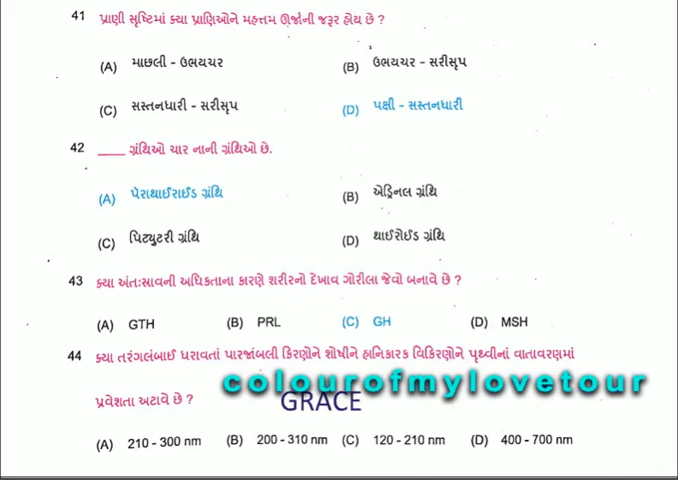 41 પ્રાણી સૃષ્ટિમાં ક્યા પ્રાણિઓને મહત્તમ ઊર્જાની જરૂર હોય છે ?
(A) માછલી - ઉભયચર (B) ઉભયચર - સરીસૃપ
(C) સસ્તનધારી - સરીસૃપ (D) પક્ષી - સસ્તનધારી
42 ____ ગ્રંથિઓ ચાર નાની ગ્રંથિઓ છે.
(A) પૅરાથાઈરાઈડ ગ્રંથિ (B) એડ્રિનલ ગ્રંથિ
(C) પિટ્યુટરી ગ્રંથિ (D) થાઈરોઈડ ગ્રંથિ
43 ક્યા અંતઃસ્રાવની અધિકતાના કારણે શરીરનો દેખાવ ગોરીલા જેવો બનાવે છે ?
(A) GTH (B) PRL (C) GH (D) MSH
44 ક્યા તરંગલંબાઈ ધરાવતાં પારજાંબલી કિરણોને શોષીને હાનિકારક વિકિરણોને પૃથ્વીનાં વાતાવરણમાં
colourofmylovetour
પ્રવેશતા અટાવે છે ? GRACE
(A) 210 - 300 nm (B) 200 - 310 nm (C) 120 - 210 nm (D) 400 - 700 nm